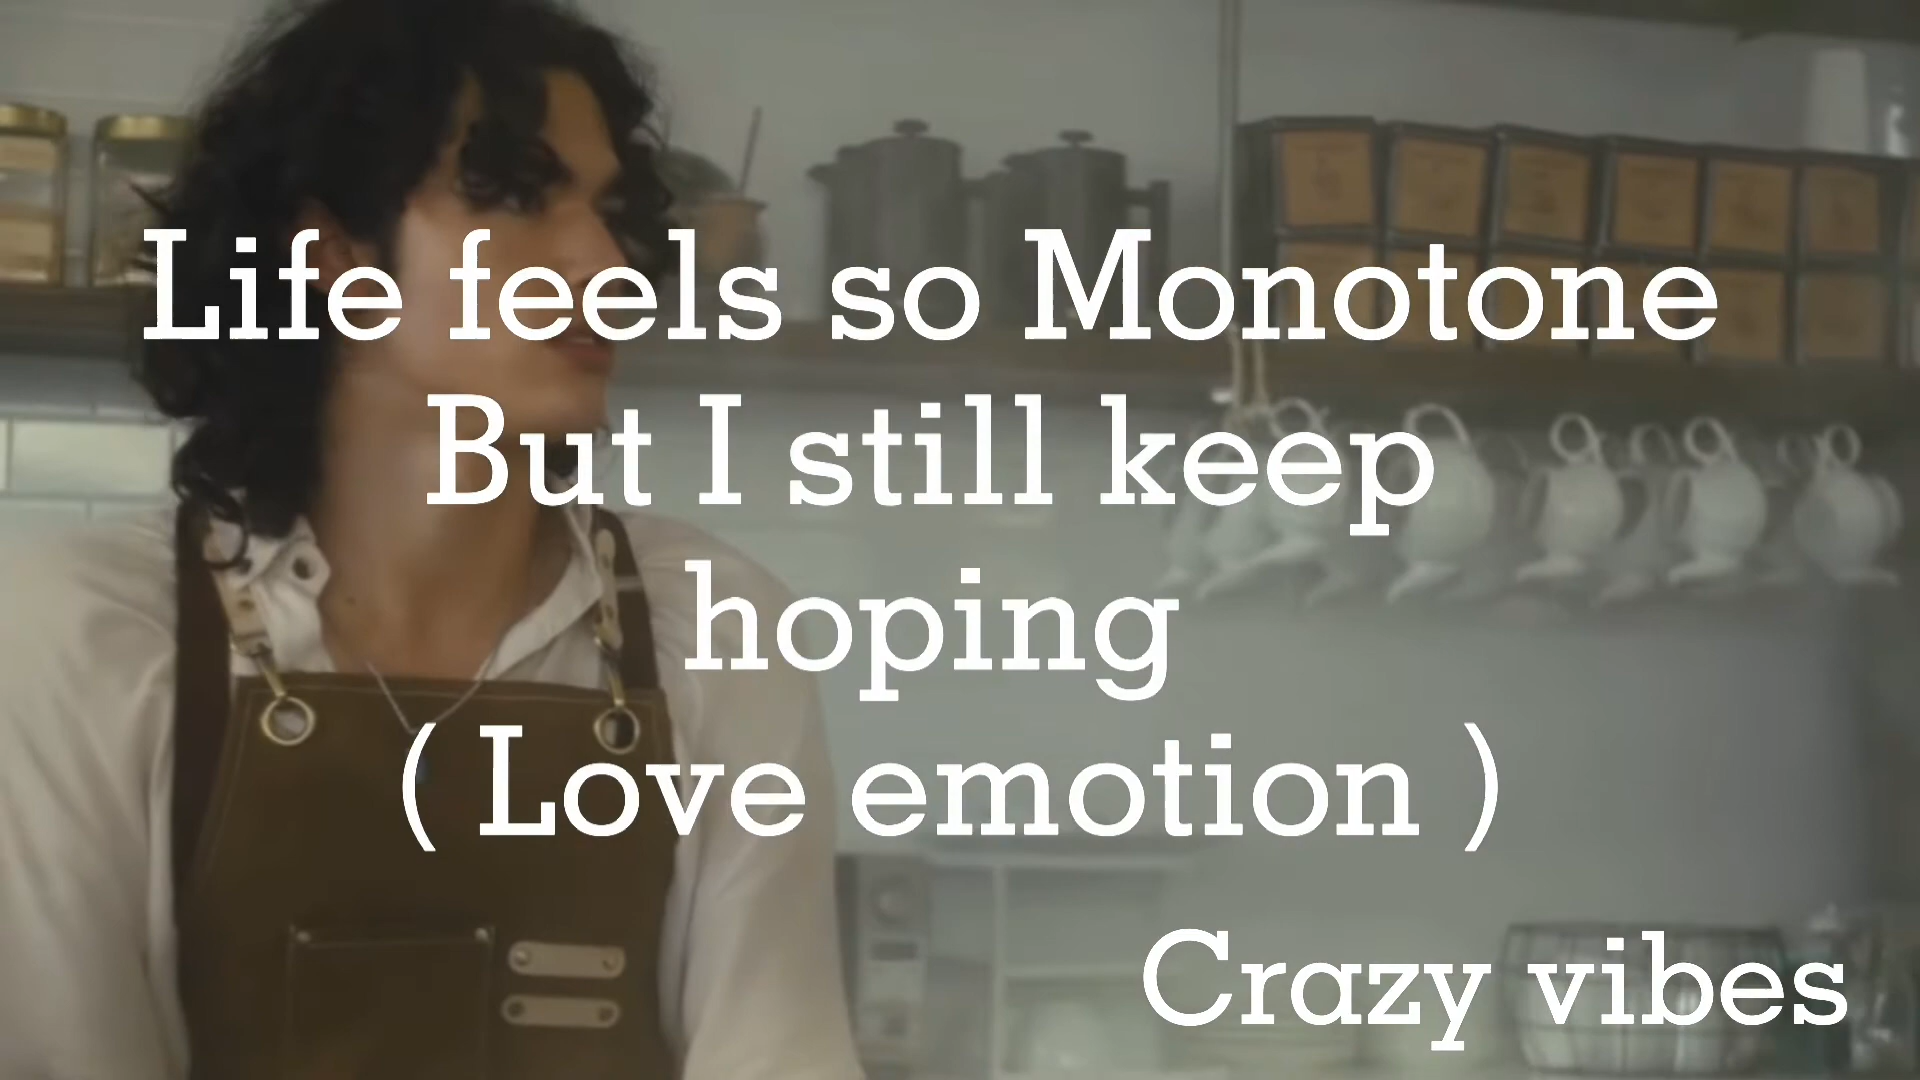 Life feels so Monotone
But I still keep
hoping
( Love emotion )
Crazy vibes